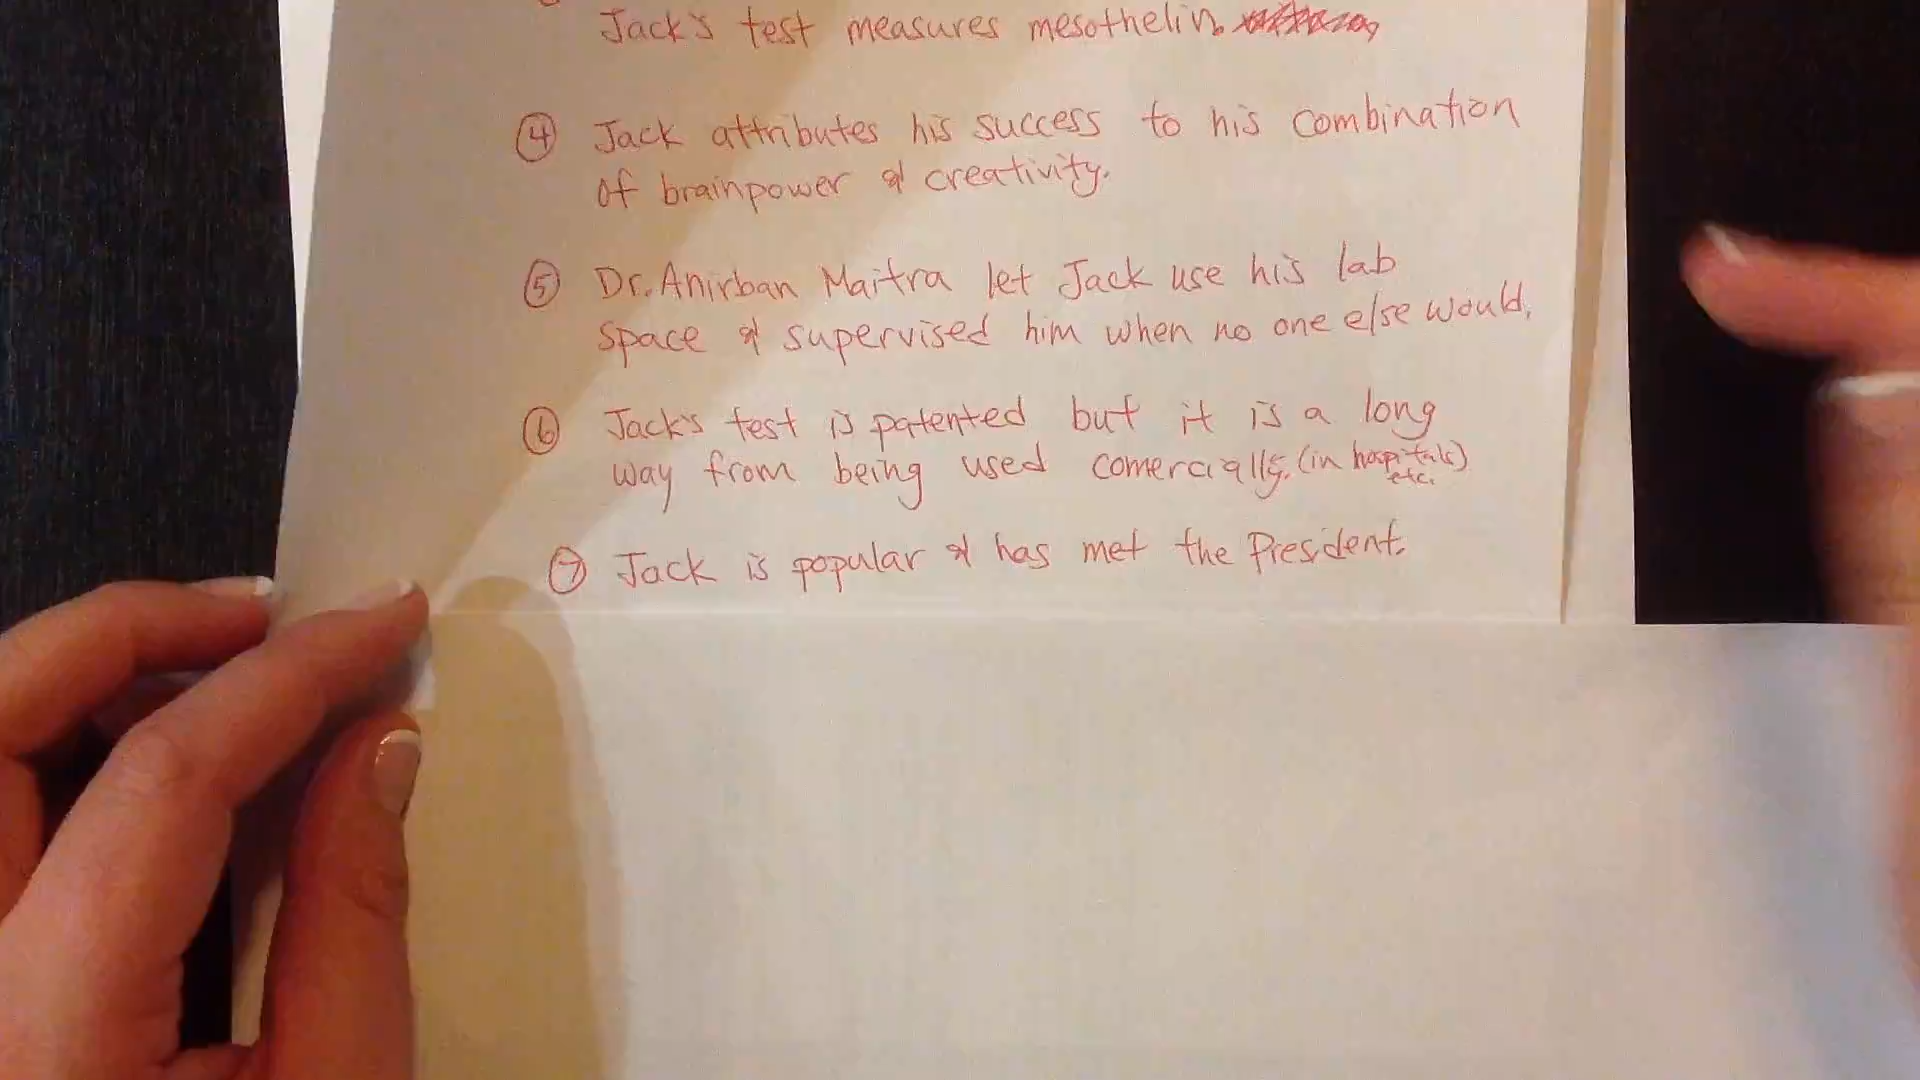 Jack's test measures mesothelin.
④ Jack attributes his success to his combination
of brainpower & creativity.
⑤ Dr. Anirban Maitra let Jack use his lab
space & supervised him when no one else would.
⑥ Jack's test is patented but it is a long
way from being used comercially. (in hospitals)
etc.
⑦ Jack is popular & has met the President.